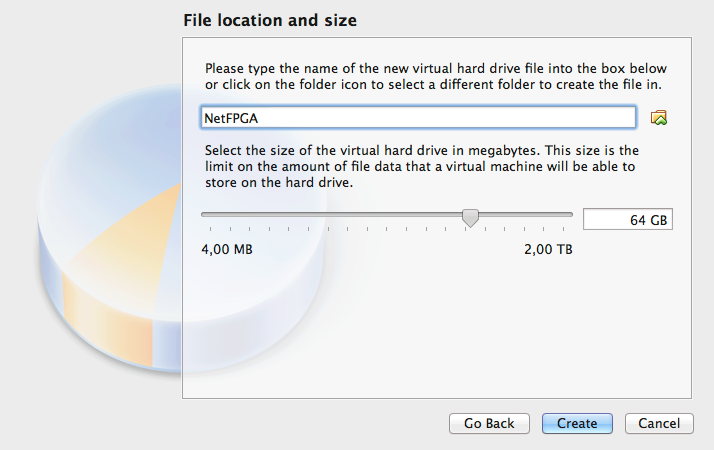 File location and size
Please type the name of the new virtual hard drive file into the box below
or click on the folder icon to select a different folder to create the file in.
NetFPGA
Select the size of the virtual hard drive in megabytes. This size is the
limit on the amount of file data that a virtual machine will be able to
store on the hard drive.
64 GB
4,00 MB 2,00 TB
Go Back Create Cancel